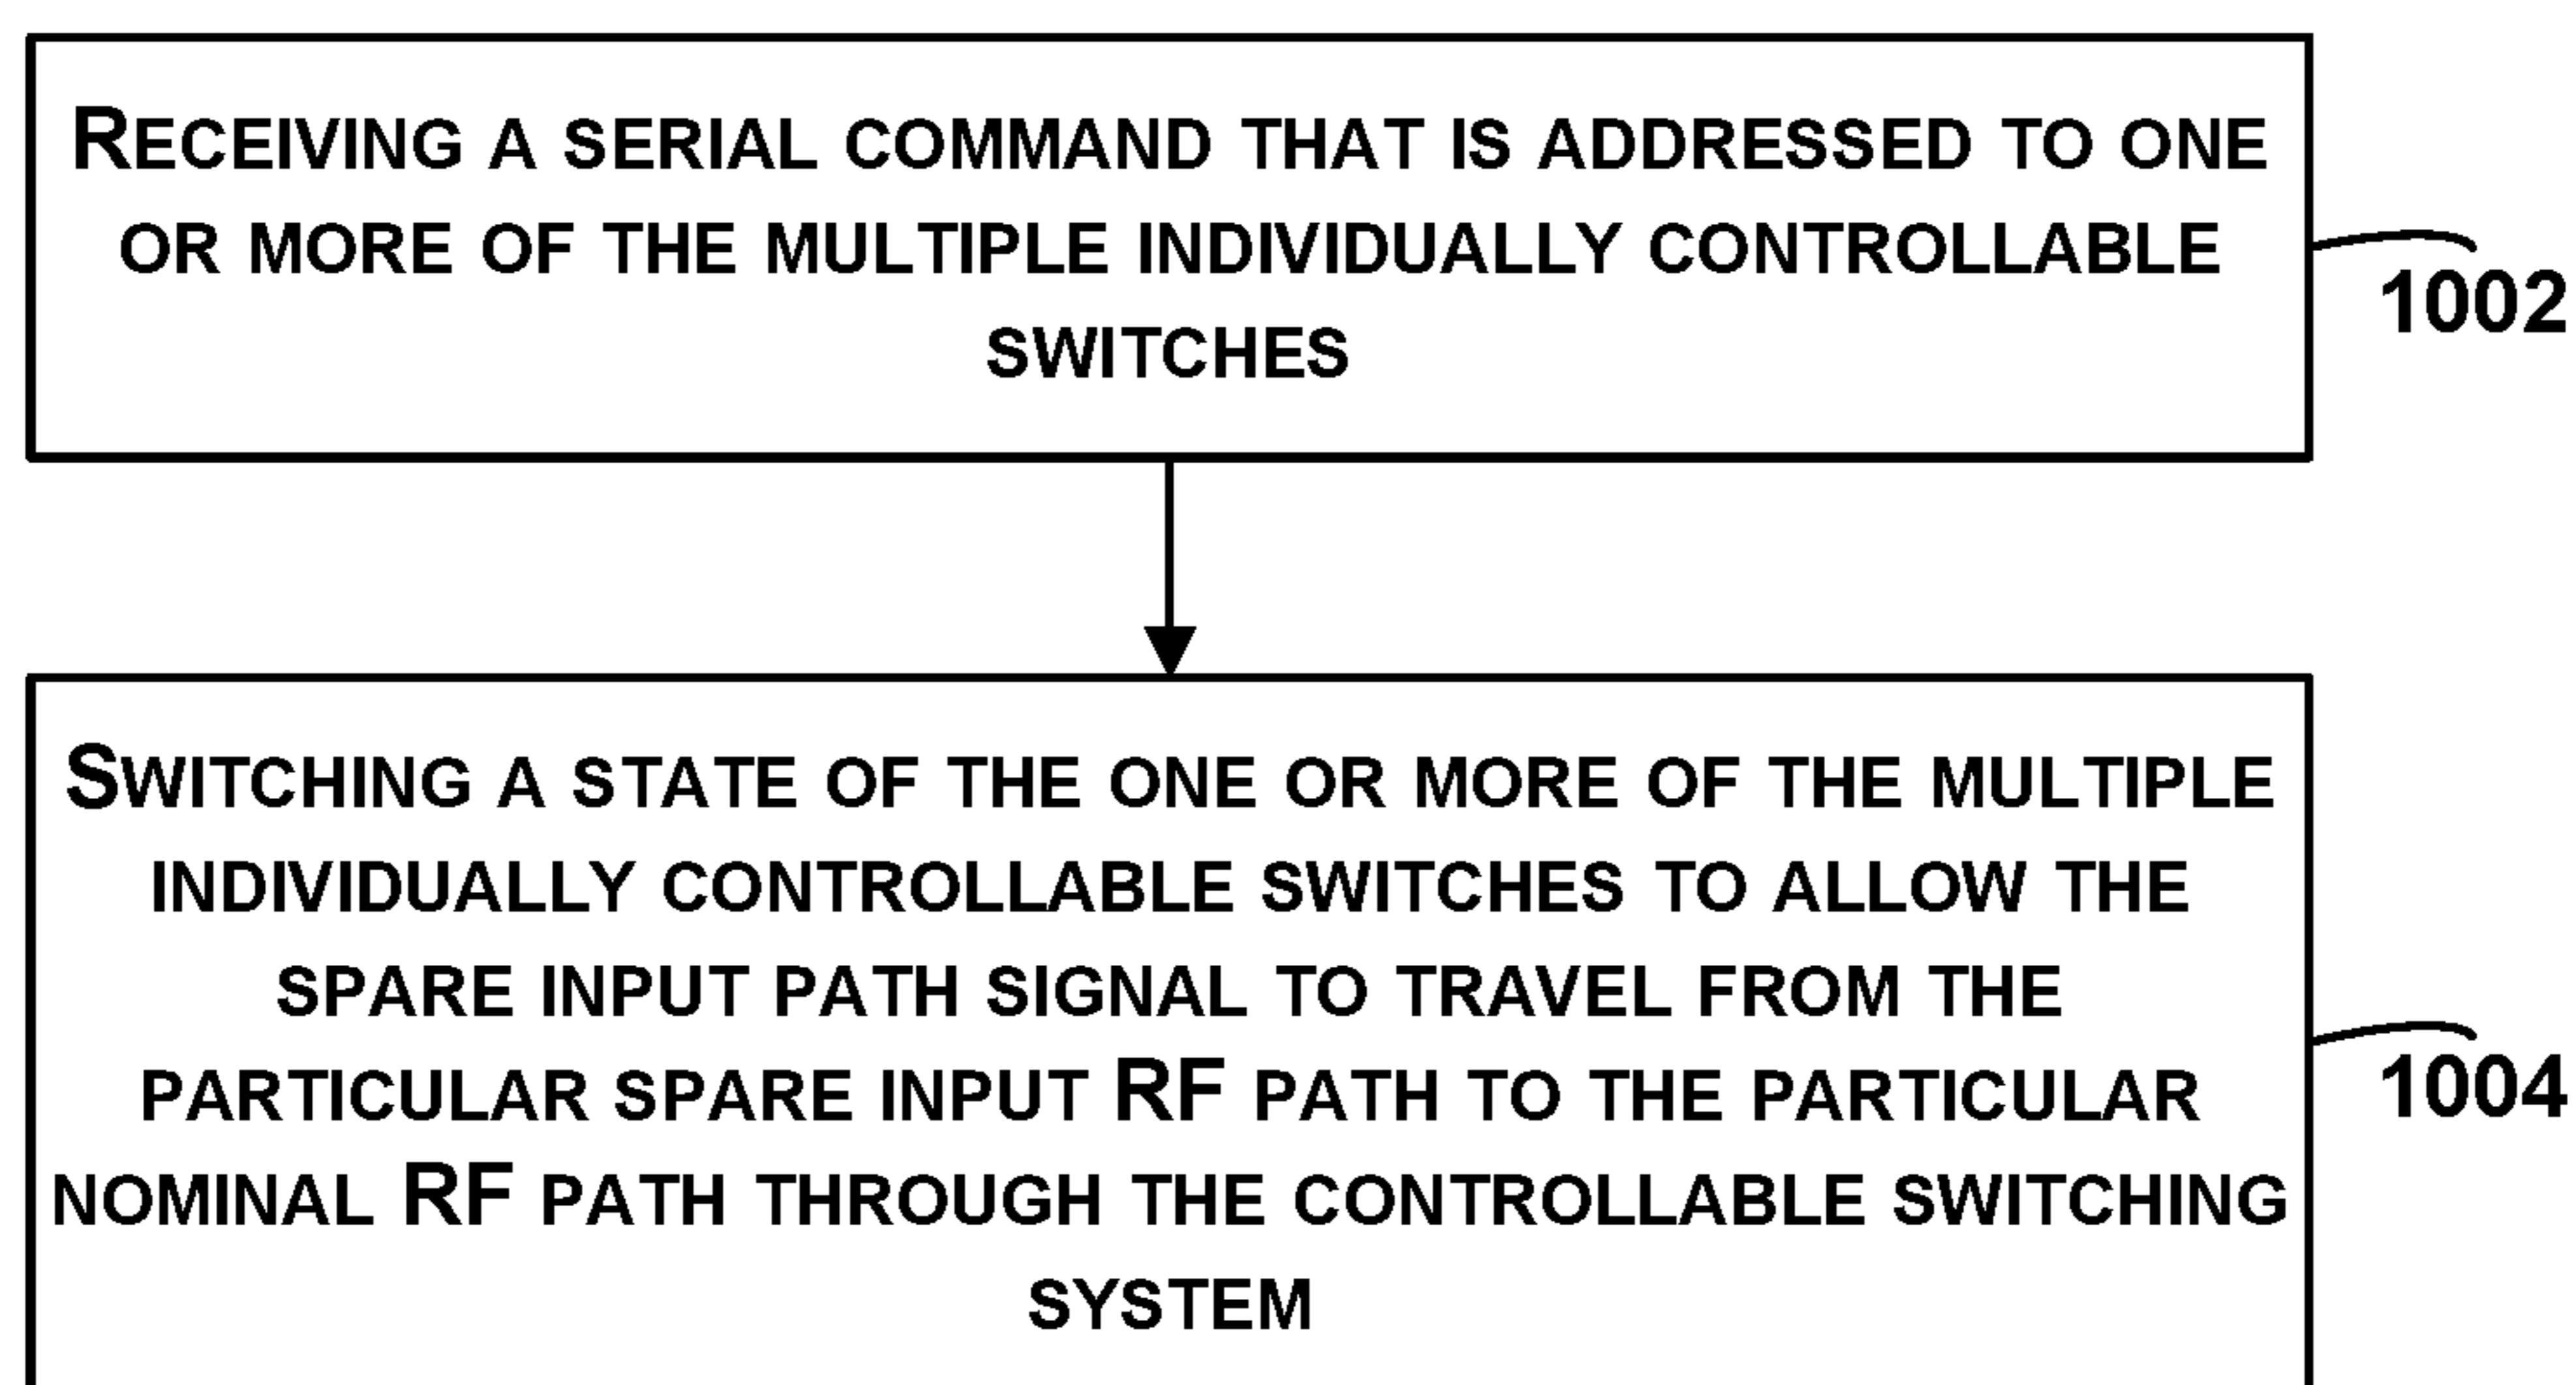 RECEIVING A SERIAL COMMAND THAT IS ADDRESSED TO ONE
OR MORE OF THE MULTIPLE INDIVIDUALLY CONTROLLABLE
SWITCHES
1002
SWITCHING A STATE OF THE ONE OR MORE OF THE MULTIPLE
INDIVIDUALLY CONTROLLABLE SWITCHES TO ALLOW THE
SPARE INPUT PATH SIGNAL TO TRAVEL FROM THE
PARTICULAR SPARE INPUT RF PATH TO THE PARTICULAR
NOMINAL RF PATH THROUGH THE CONTROLLABLE SWITCHING
SYSTEM
1004